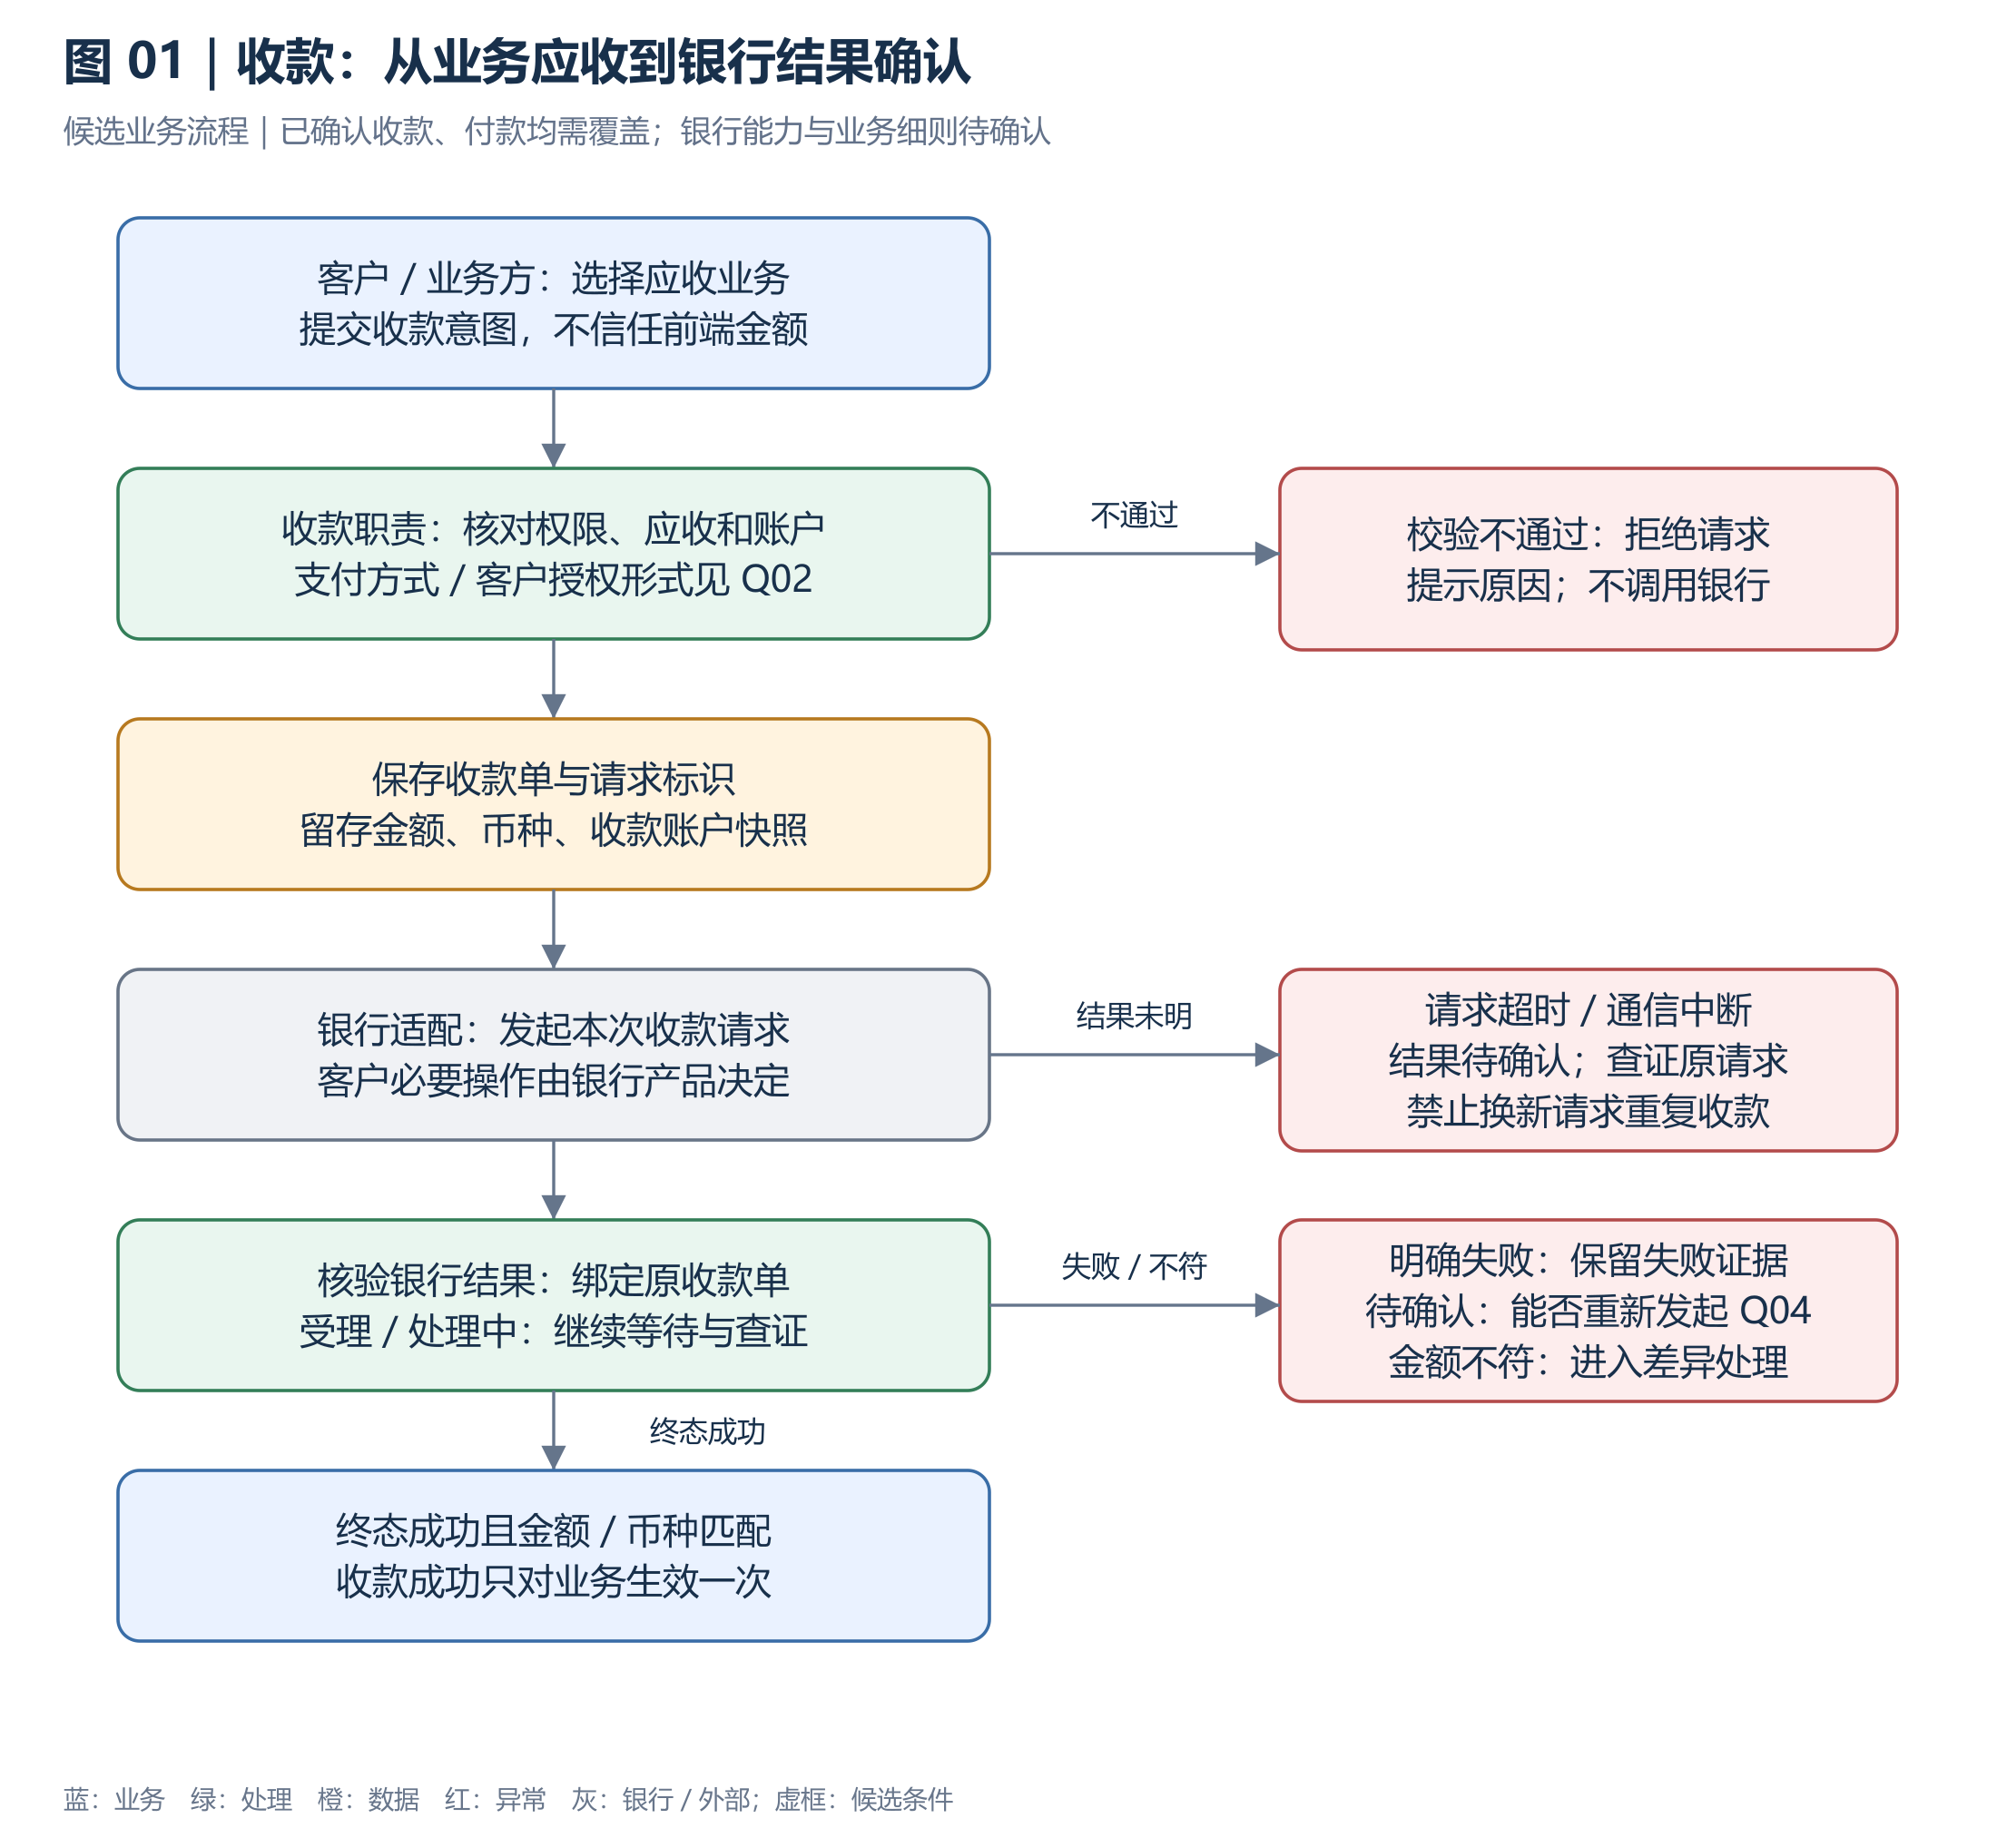 图 01 | 收款：从业务应收到银行结果确认
候选业务流程 | 已确认收款、付款均需覆盖；银行能力与业务细则待确认
客户 / 业务方：选择应收业务
提交收款意图，不信任前端金额
收款职责：核对权限、应收和账户
支付方式 / 客户授权形式见 Q02
不通过
校验不通过：拒绝请求
提示原因；不调用银行
保存收款单与请求标识
留存金额、币种、收款账户快照
银行适配：发起本次收款请求
客户必要操作由银行产品决定
结果未明
请求超时 / 通信中断
结果待确认；查证原请求
禁止换新请求重复收款
核验银行结果：绑定原收款单
受理 / 处理中：继续等待与查证
失败 / 不符
明确失败：保留失败证据
待确认：能否重新发起 Q04
金额不符：进入差异处理
终态成功
终态成功且金额 / 币种匹配
收款成功只对业务生效一次
蓝：业务 绿：处理 橙：数据 红：异常 灰：银行 / 外部；虚框：候选条件